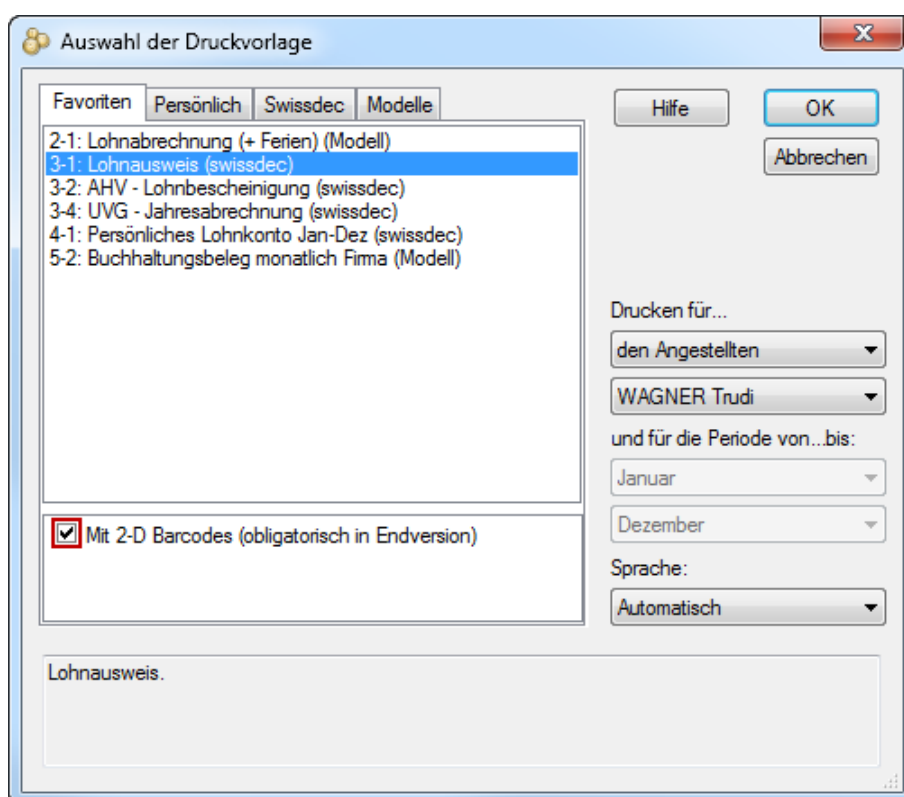 Auswahl der Druckvorlage
Favoriten Persönlich Swissdec Modelle
2-1: Lohnabrechnung (+ Ferien) (Modell)
3-1: Lohnausweis (swissdec)
3-2: AHV - Lohnbescheinigung (swissdec)
3-4: UVG - Jahresabrechnung (swissdec)
4-1: Persönliches Lohnkonto Jan-Dez (swissdec)
5-2: Buchhaltungsbeleg monatlich Firma (Modell)
Mit 2-D Barcodes (obligatorisch in Endversion)
Hilfe OK
Abbrechen
Drucken für...
den Angestellten
WAGNER Trudi
und für die Periode von...bis:
Januar
Dezember
Sprache:
Automatisch
Lohnausweis.